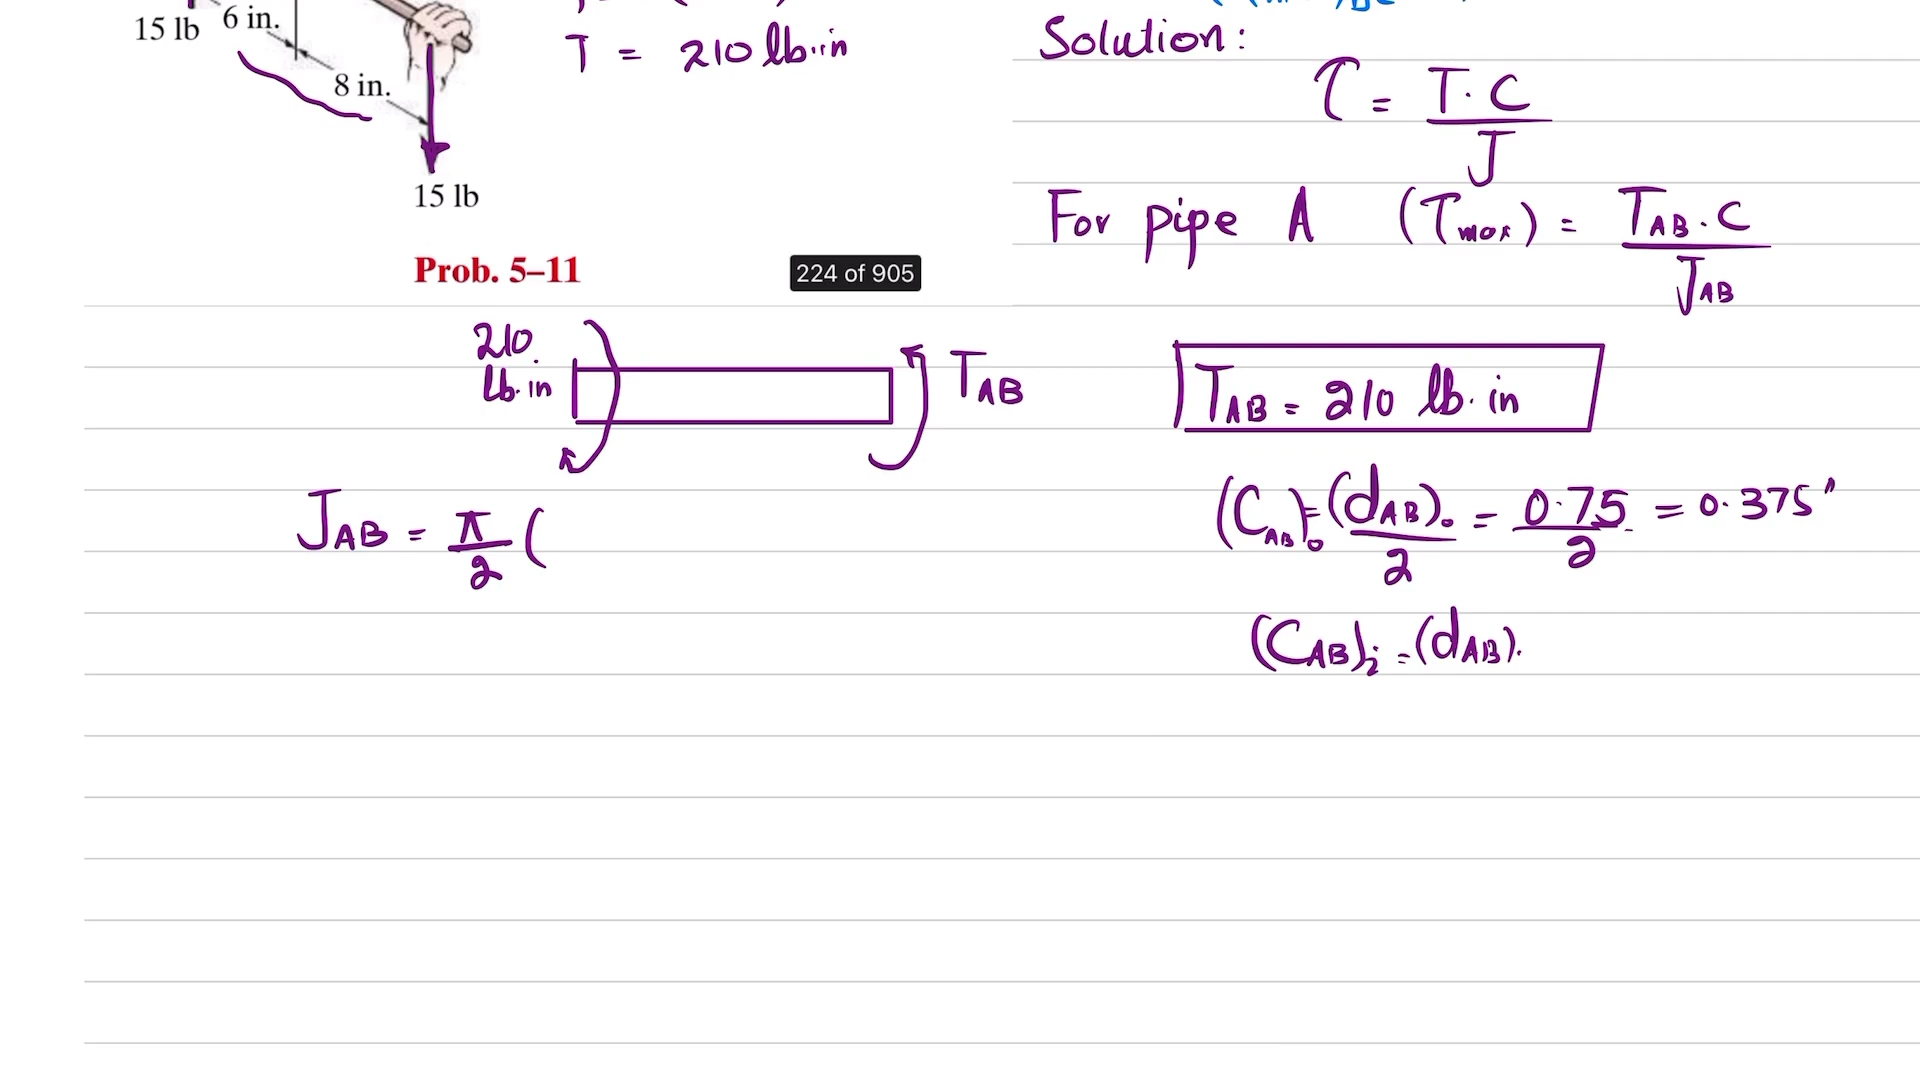 15 lb
6 in.
8 in.
15 lb
Prob. 5–11
224 of 905
T = 210 lb·in
Solution:
τ = T·C / J
For pipe A (τmax) = TAB·C / JAB
210 lb·in
TAB
TAB = 210 lb·in
JAB = π/2 (
(CAB)o = (dAB)o / 2 = 0.75 / 2 = 0.375"
(CAB)i = (dAB).